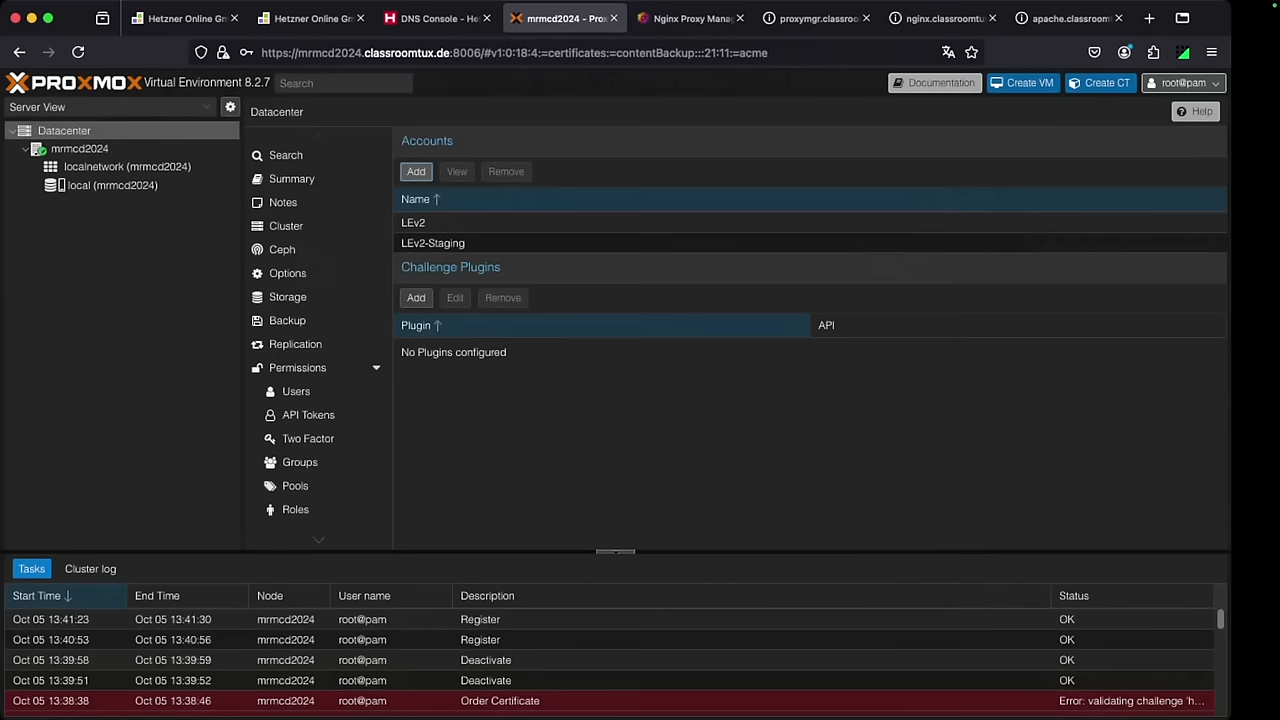 Hetzner Online Gm
Hetzner Online Gm
DNS Console - He
mrmcd2024 - Pro
Nginx Proxy Mana
proxymgr.classroo
nginx.classroomtu
apache.classroom
https://mrmcd2024.classroomtux.de:8006/#v1:0:18:4:=certificates:=contentBackup:::21:11:=acme
PROXMOX Virtual Environment 8.2.7 Search Documentation Create VM Create CT root@pam
Server View
Datacenter
mrmcd2024
localnetwork (mrmcd2024)
local (mrmcd2024)
Datacenter
Help
Search
Summary
Notes
Cluster
Ceph
Options
Storage
Backup
Replication
Permissions
Users
API Tokens
Two Factor
Groups
Pools
Roles
Accounts
Add View Remove
Name
LEv2
LEv2-Staging
Challenge Plugins
Add Edit Remove
Plugin API
No Plugins configured
Tasks Cluster log
Start Time End Time Node User name Description Status
Oct 05 13:41:23 Oct 05 13:41:30 mrmcd2024 root@pam Register OK
Oct 05 13:40:53 Oct 05 13:40:56 mrmcd2024 root@pam Register OK
Oct 05 13:39:58 Oct 05 13:39:59 mrmcd2024 root@pam Deactivate OK
Oct 05 13:39:51 Oct 05 13:39:52 mrmcd2024 root@pam Deactivate OK
Oct 05 13:38:38 Oct 05 13:38:46 mrmcd2024 root@pam Order Certificate Error: validating challenge 'h...